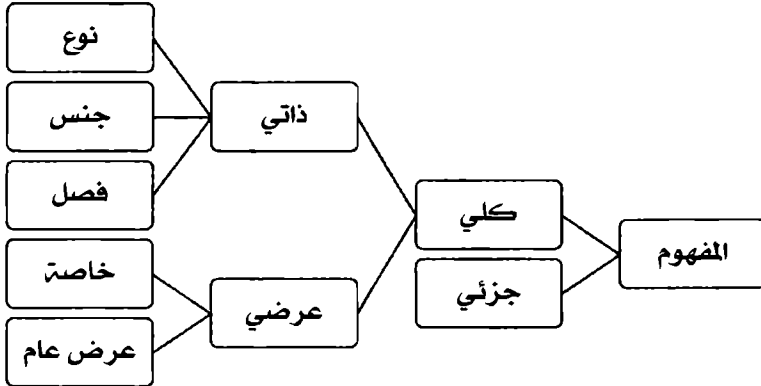 المفهوم
كلي
جزئي
ذاتي
عرضي
نوع
جنس
فصل
خاصة
عرض عام